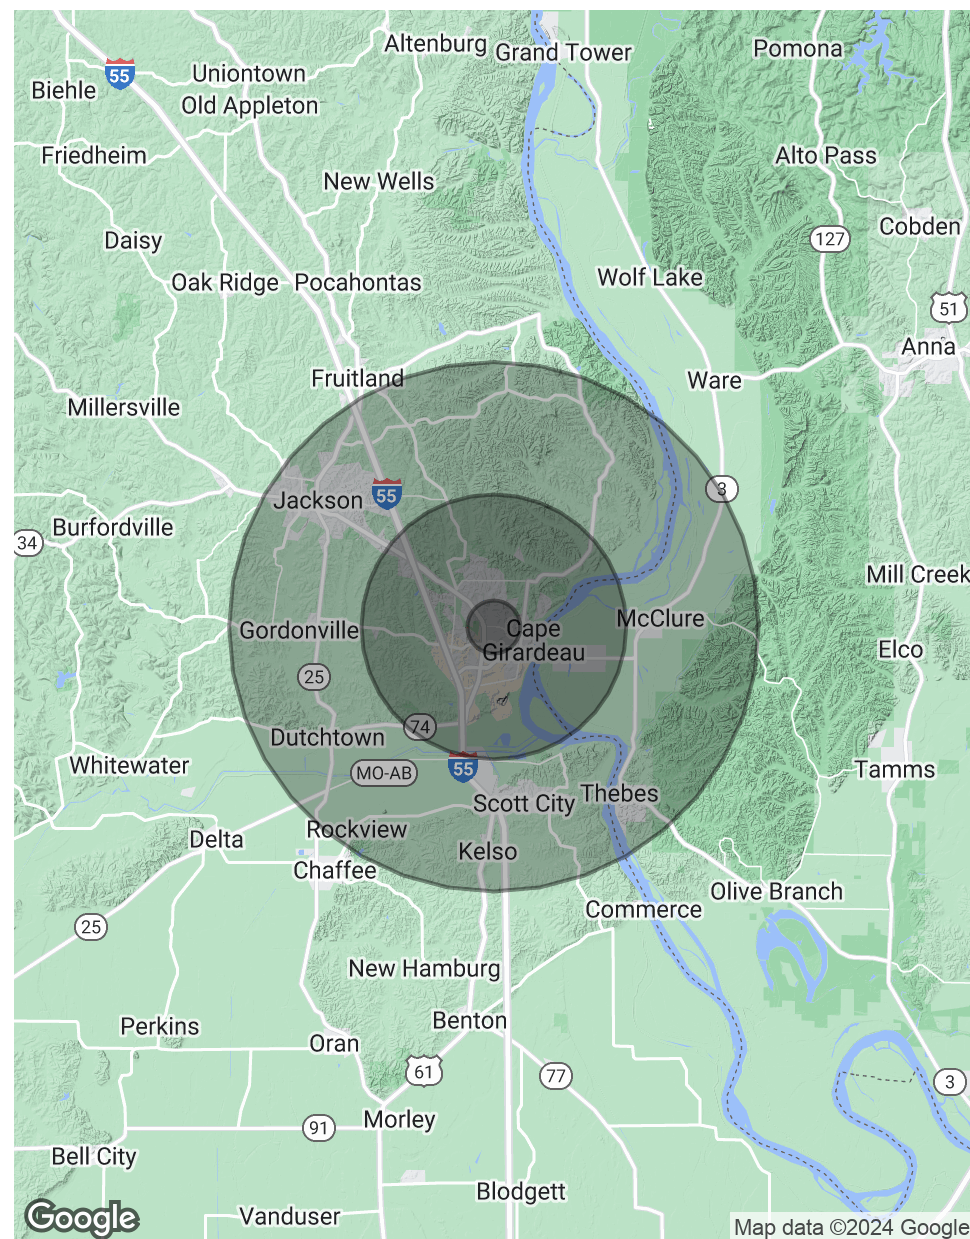 Altenburg
Grand Tower
Pomona
55
Uniontown
Biehle
Old Appleton
Friedheim
Alto Pass
New Wells
Cobden
Daisy
127
Oak Ridge
Pocahontas
Wolf Lake
51
Anna
Fruitland
Ware
Millersville
3
Jackson
55
Burfordville
34
Mill Creek
McClure
Gordonville
Cape
Girardeau
Elco
25
74
Dutchtown
Whitewater
MO-AB
55
Tamms
Scott City
Thebes
Rockview
Delta
Kelso
Chaffee
Olive Branch
Commerce
25
New Hamburg
Benton
Perkins
Oran
61
77
3
Morley
91
Bell City
Blodgett
Vanduser
Google
Map data ©2024 Google